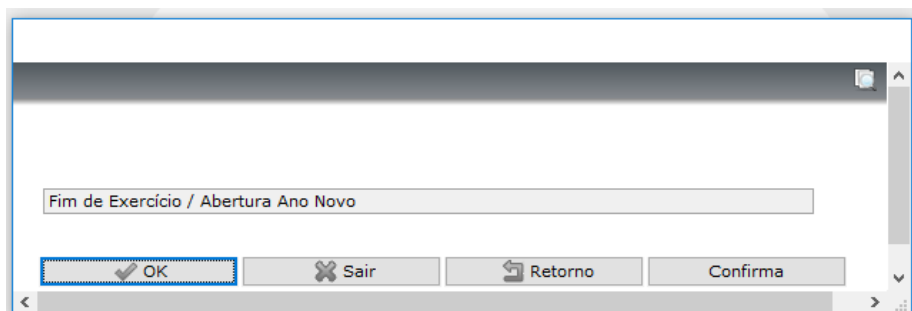 Fim de Exercício / Abertura Ano Novo
OK Sair Retorno Confirma